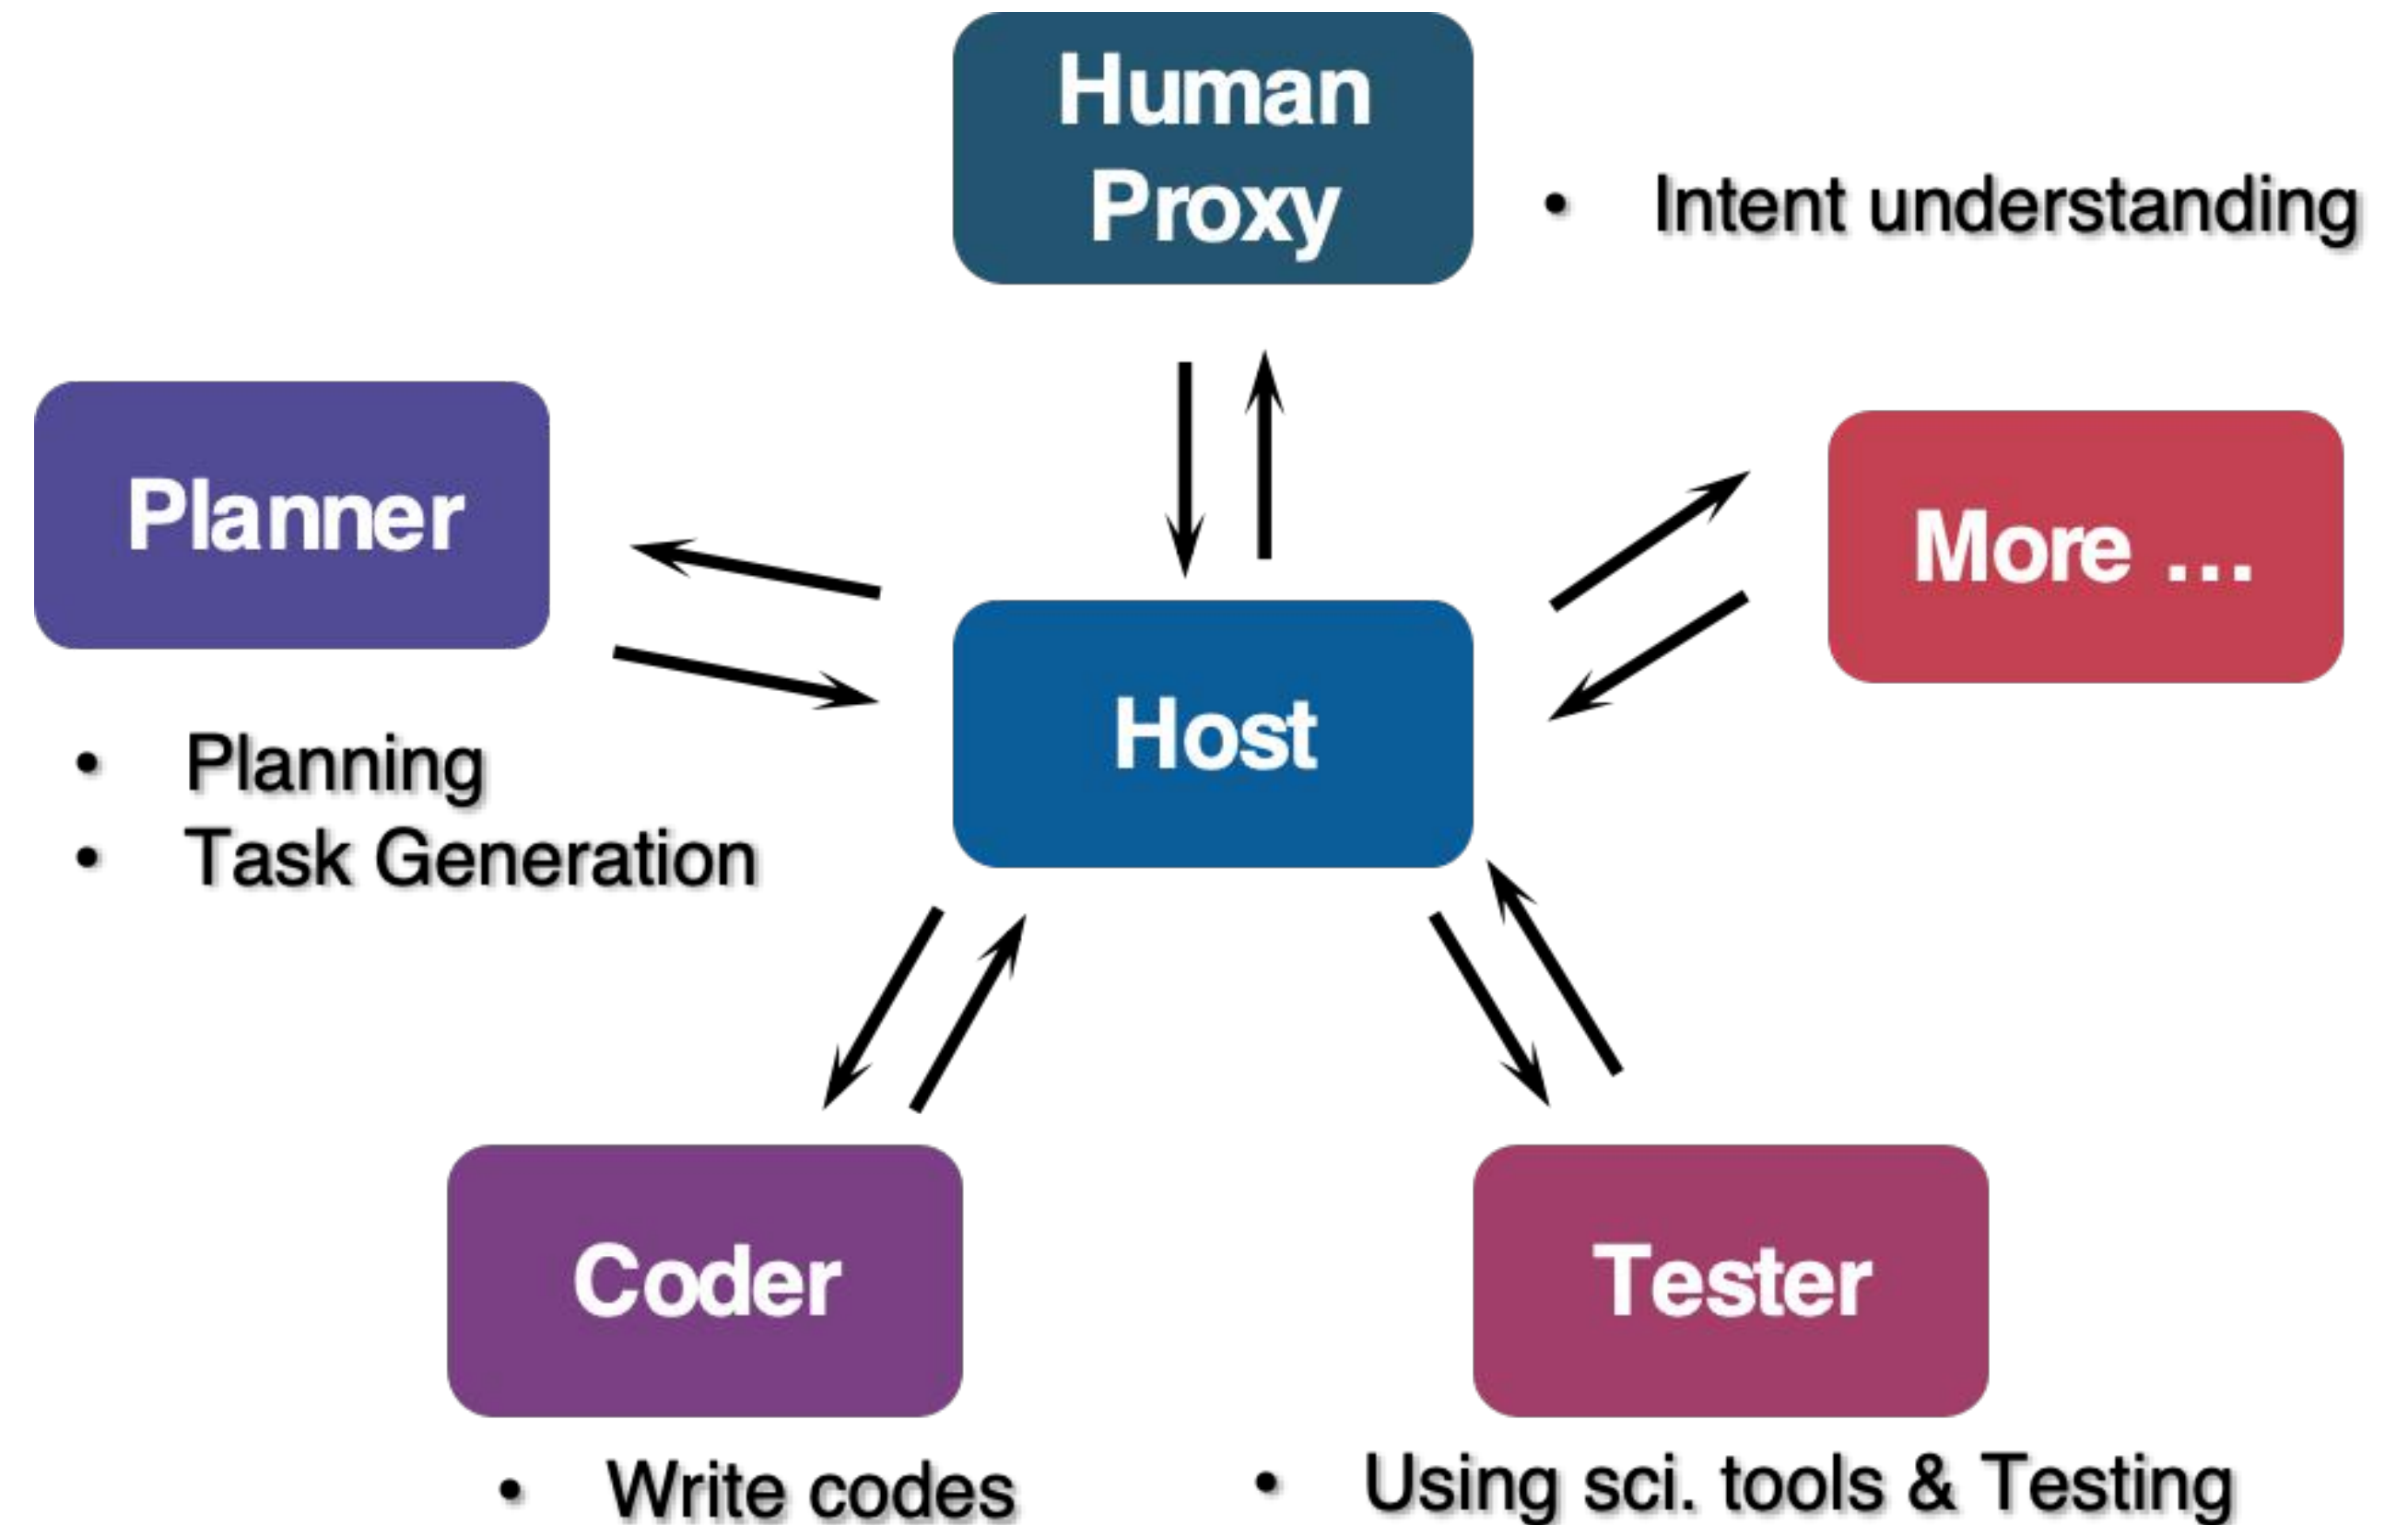 Human
Proxy
• Intent understanding
Planner
More ...
Host
• Planning
• Task Generation
Coder
Tester
• Write codes
• Using sci. tools & Testing